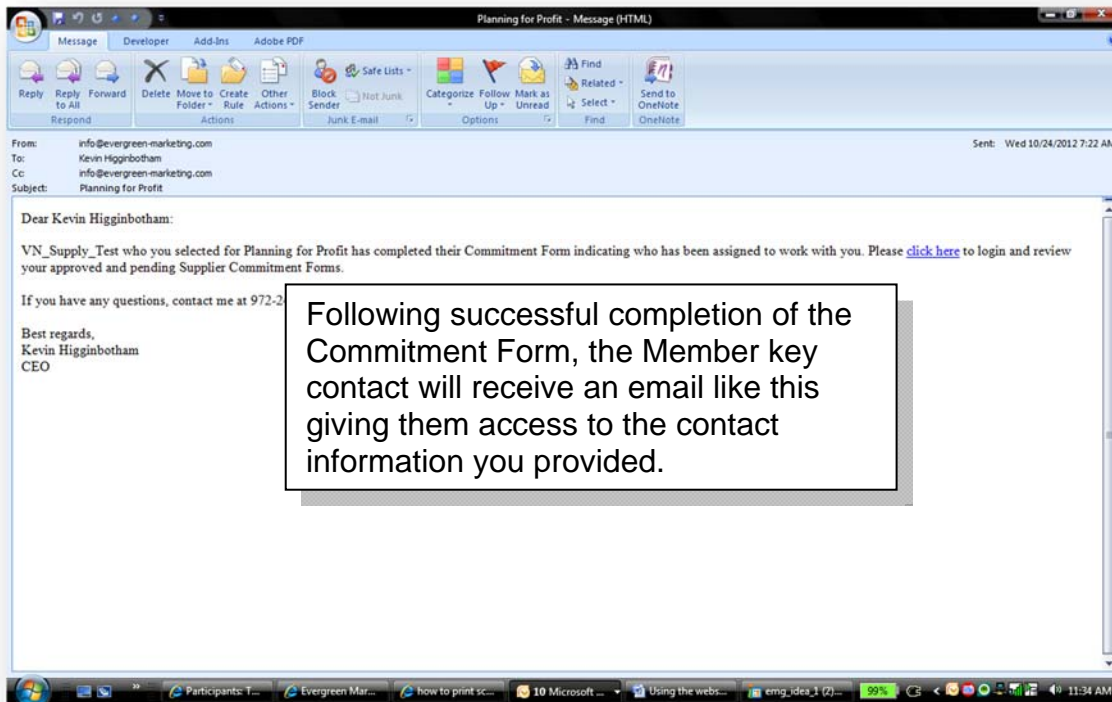 Planning for Profit - Message (HTML)
Message Developer Add-Ins Adobe PDF
Reply Reply to All Forward Delete Move to Folder Create Rule Other Actions Block Sender Safe Lists Not Junk Categorize Follow Up Mark as Unread Find Related Select Send to OneNote
Respond Actions Junk E-mail Options Find OneNote
From: info@evergreen-marketing.com Sent: Wed 10/24/2012 7:22 AM
To: Kevin Higginbotham
Cc: info@evergreen-marketing.com
Subject: Planning for Profit
Dear Kevin Higginbotham:
VN_Supply_Test who you selected for Planning for Profit has completed their Commitment Form indicating who has been assigned to work with you. Please click here to login and review
your approved and pending Supplier Commitment Forms.
If you have any questions, contact me at 972-2
Best regards,
Kevin Higginbotham
CEO
Following successful completion of the
Commitment Form, the Member key
contact will receive an email like this
giving them access to the contact
information you provided.
Participants: T... Evergreen Mar... how to print sc... 10 Microsoft ... Using the webs... emg_idea_1 (2)... 99% 11:34 AM